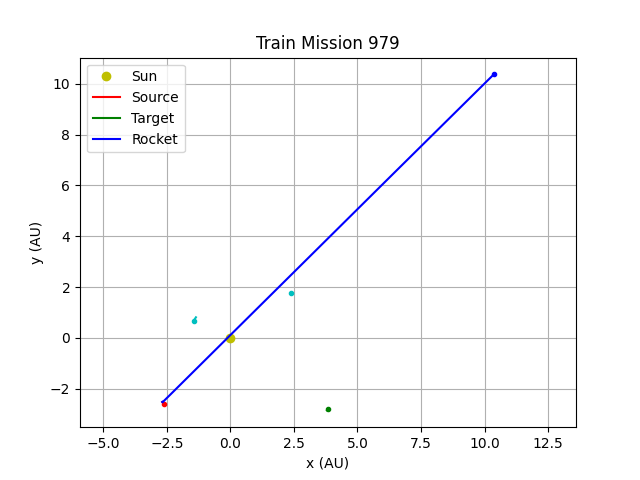 Train Mission 979
Sun
Source
Target
Rocket
10
8
6
4
2
0
−2
y (AU)
−5.0
−2.5
0.0
2.5
5.0
7.5
10.0
12.5
x (AU)